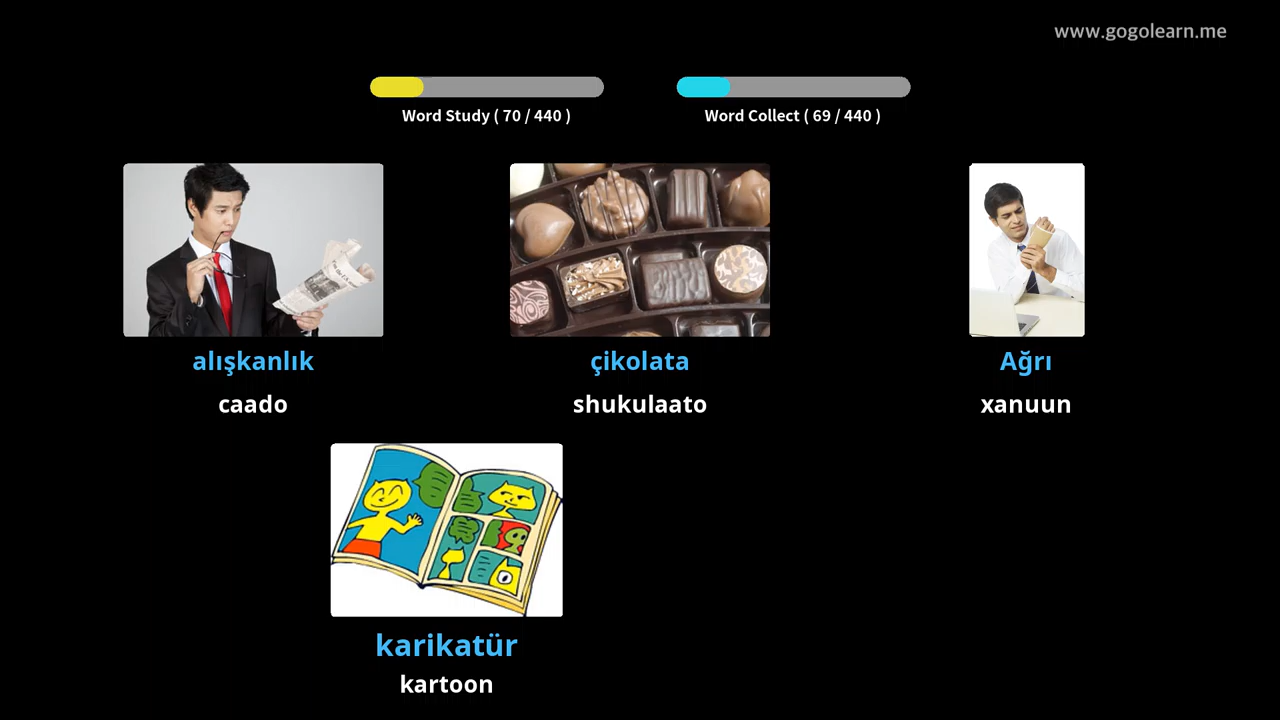 www.gogolearn.me
Word Study ( 70 / 440 )
Word Collect ( 69 / 440 )
alışkanlık
caado
çikolata
shukulaato
Ağrı
xanuun
karikatür
kartoon